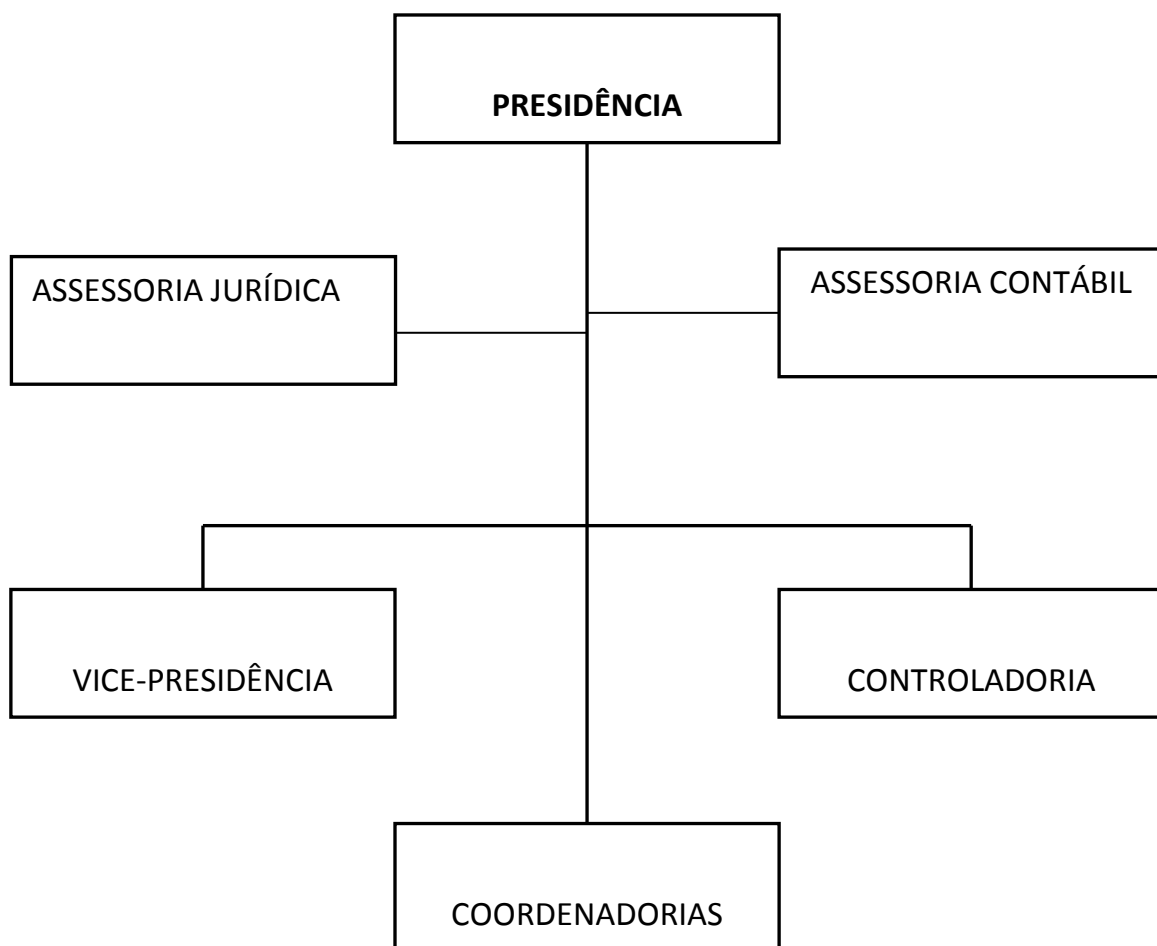 PRESIDÊNCIA
ASSESSORIA JURÍDICA
ASSESSORIA CONTÁBIL
VICE-PRESIDÊNCIA
CONTROLADORIA
COORDENADORIAS